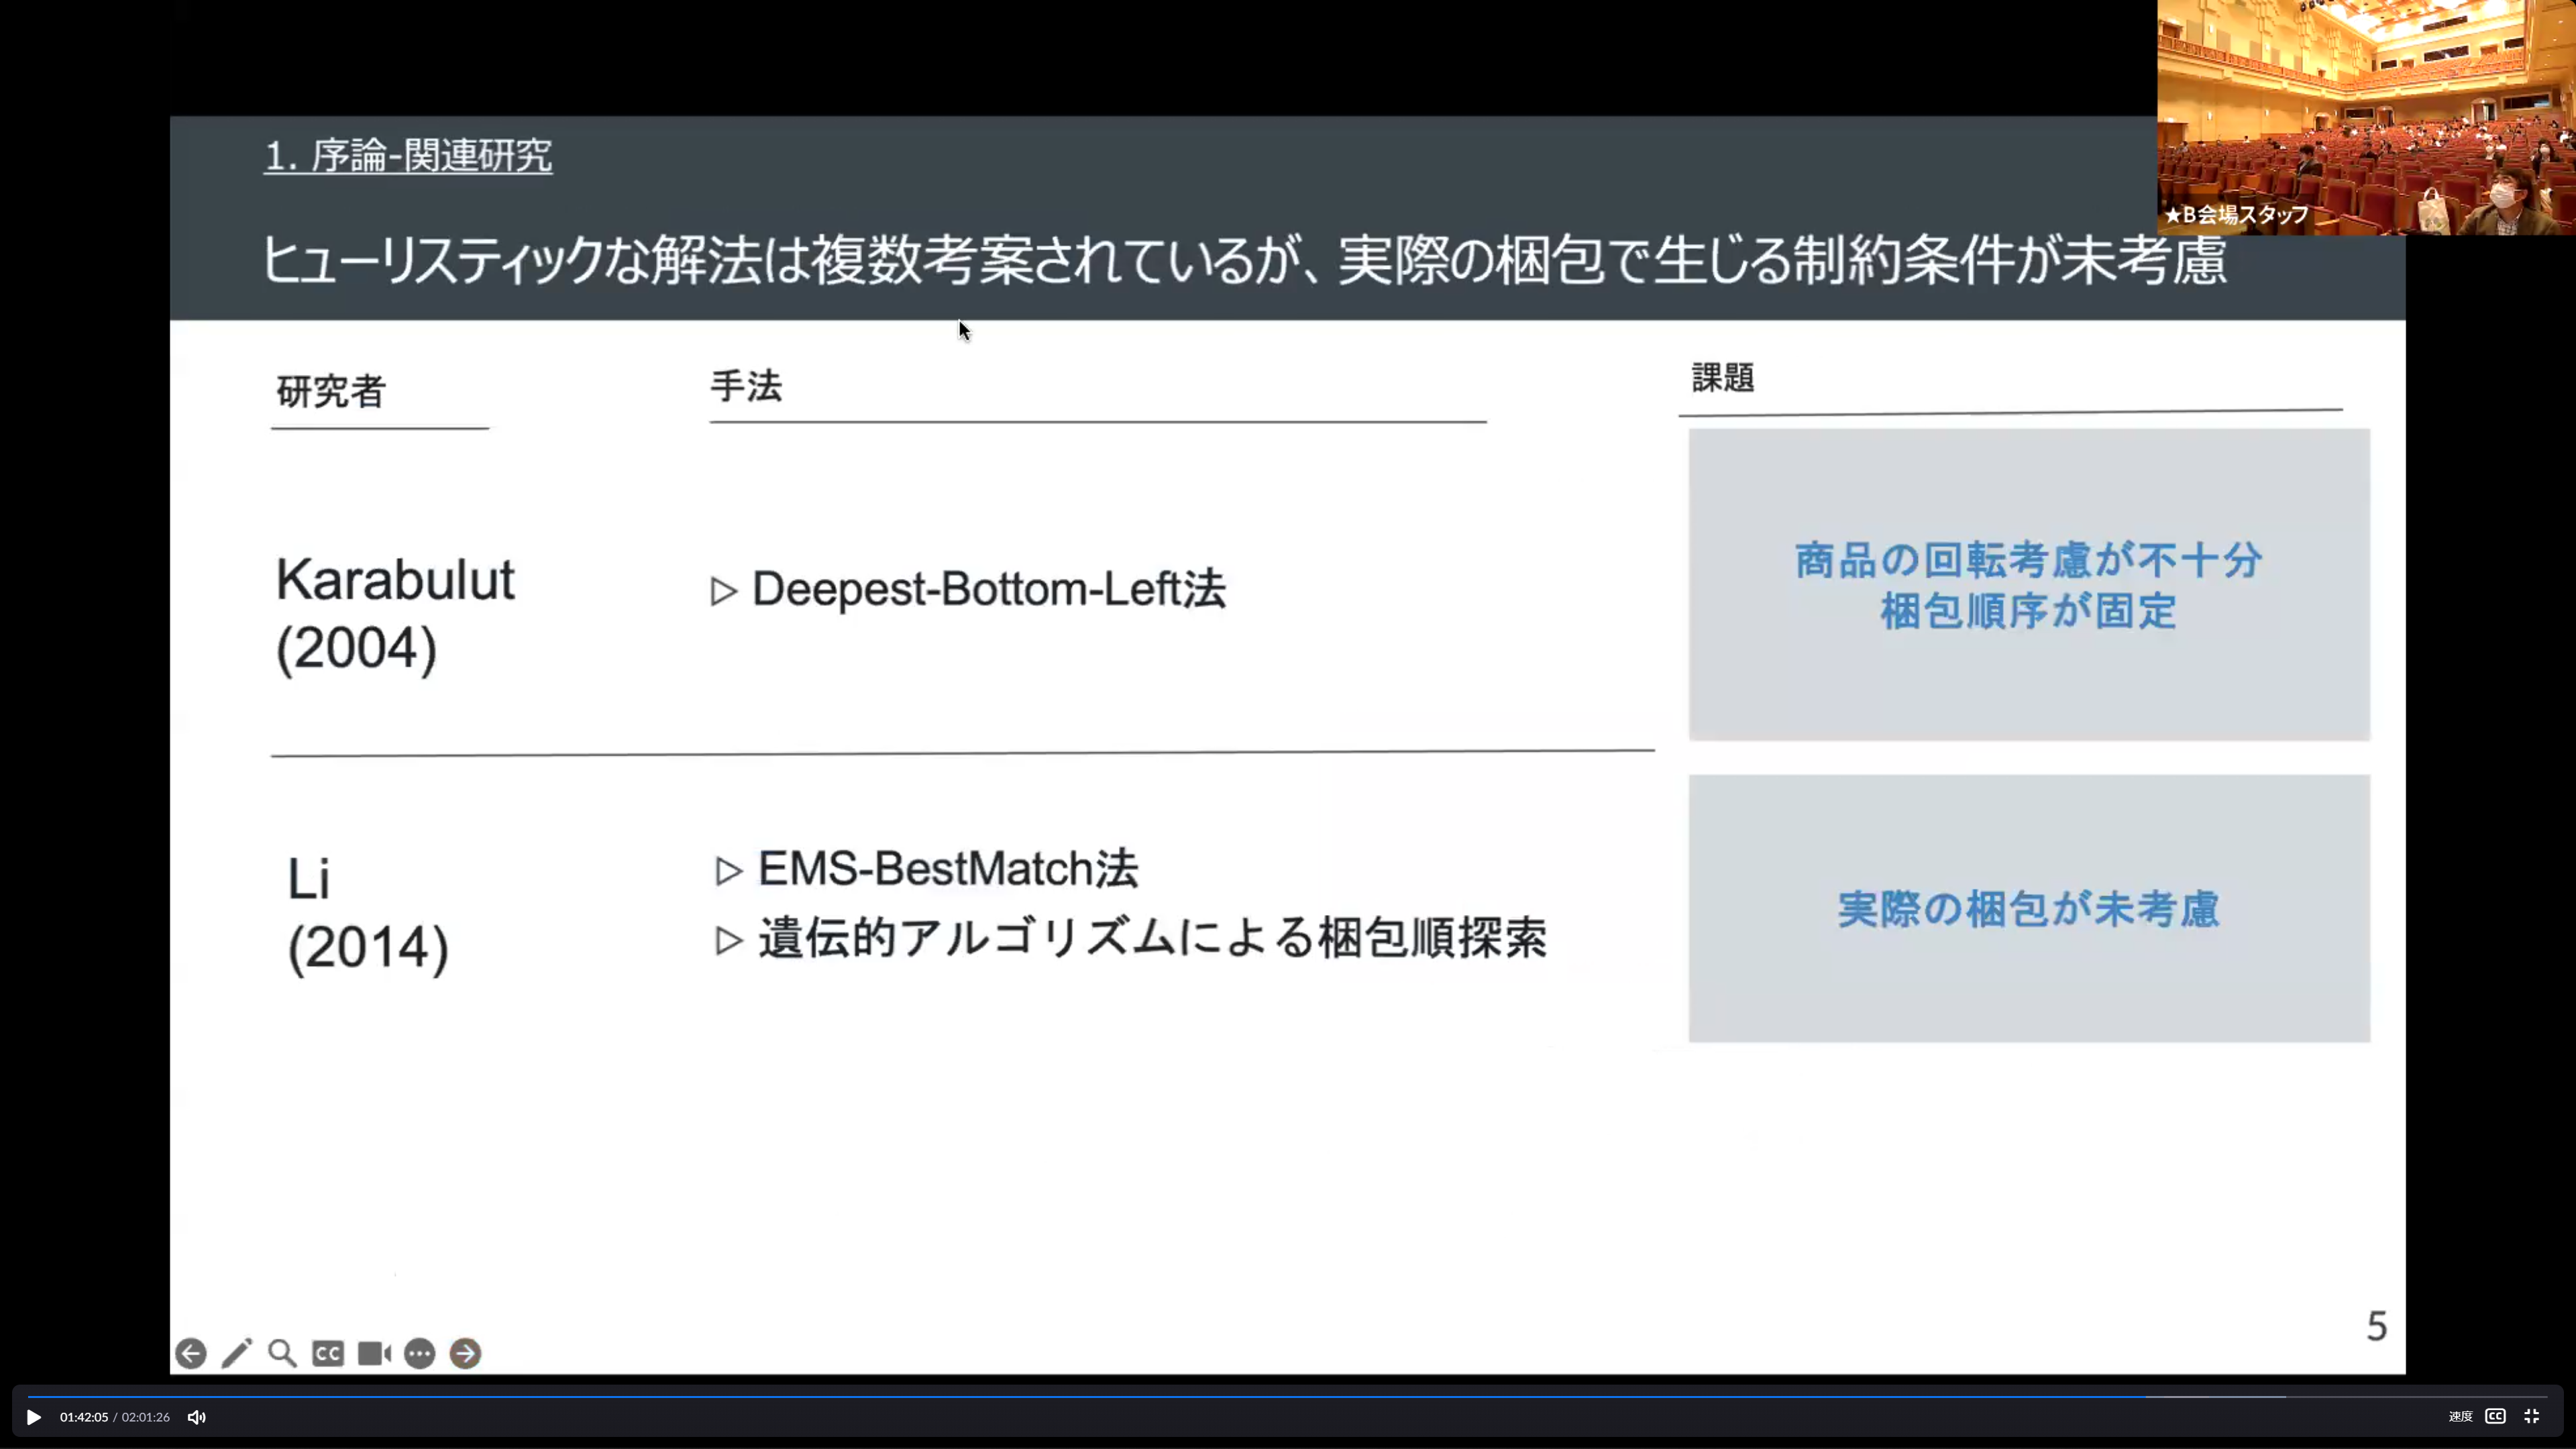 ★B会場スタッフ
1. 序論-関連研究
ヒューリスティックな解法は複数考案されているが、実際の梱包で生じる制約条件が未考慮
研究者
手法
課題
Karabulut
(2004)
▷ Deepest-Bottom-Left法
商品の回転考慮が不十分
梱包順序が固定
Li
(2014)
▷ EMS-BestMatch法
▷ 遺伝的アルゴリズムによる梱包順探索
実際の梱包が未考慮
5
CC
01:42:05 / 02:01:26
速度
CC